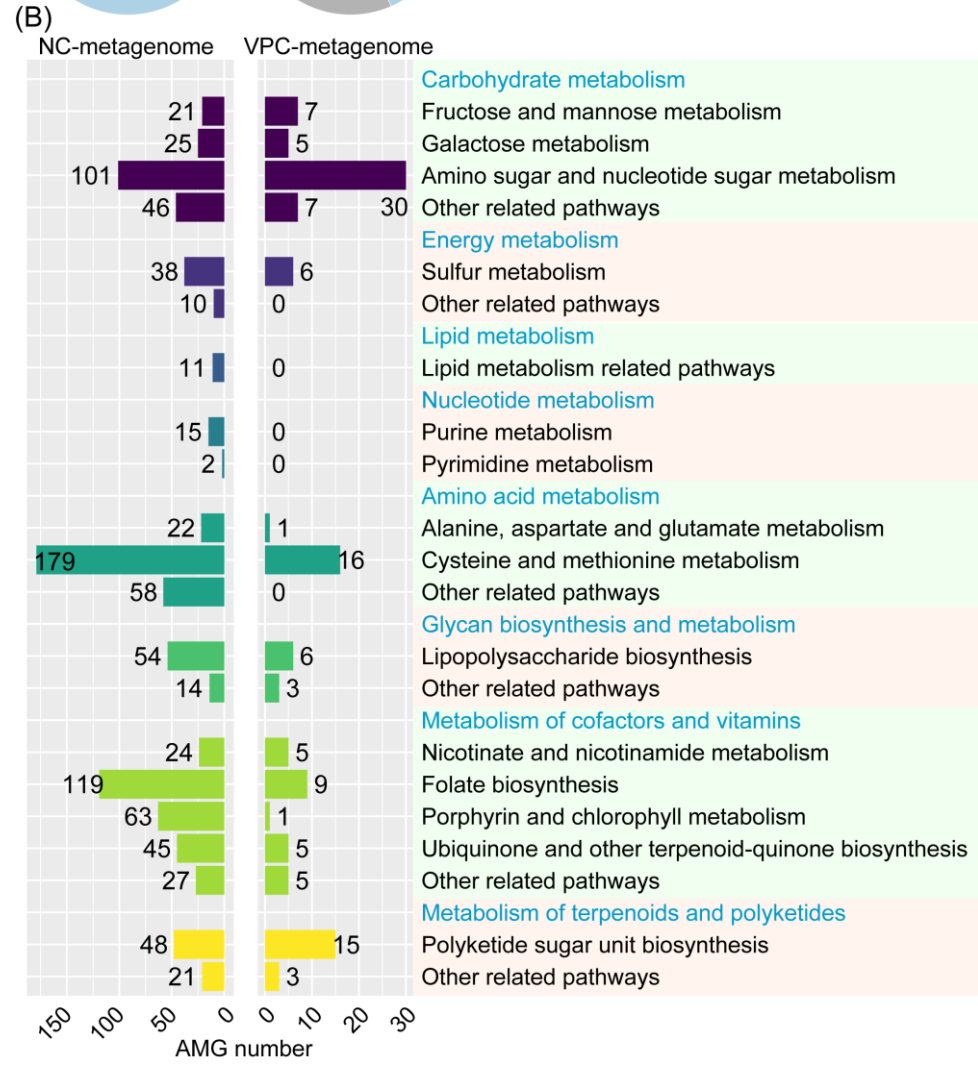 (B)
NC-metagenome VPC-metagenome
Carbohydrate metabolism
21 7 Fructose and mannose metabolism
25 5 Galactose metabolism
101 Amino sugar and nucleotide sugar metabolism
46 7 30 Other related pathways
Energy metabolism
38 6 Sulfur metabolism
10 0 Other related pathways
Lipid metabolism
11 0 Lipid metabolism related pathways
Nucleotide metabolism
15 0 Purine metabolism
2 0 Pyrimidine metabolism
Amino acid metabolism
22 1 Alanine, aspartate and glutamate metabolism
179 16 Cysteine and methionine metabolism
58 0 Other related pathways
Glycan biosynthesis and metabolism
54 6 Lipopolysaccharide biosynthesis
14 3 Other related pathways
Metabolism of cofactors and vitamins
24 5 Nicotinate and nicotinamide metabolism
119 9 Folate biosynthesis
63 1 Porphyrin and chlorophyll metabolism
45 5 Ubiquinone and other terpenoid-quinone biosynthesis
27 5 Other related pathways
Metabolism of terpenoids and polyketides
48 15 Polyketide sugar unit biosynthesis
21 3 Other related pathways
150 100 50 0 0 10 20 30
AMG number